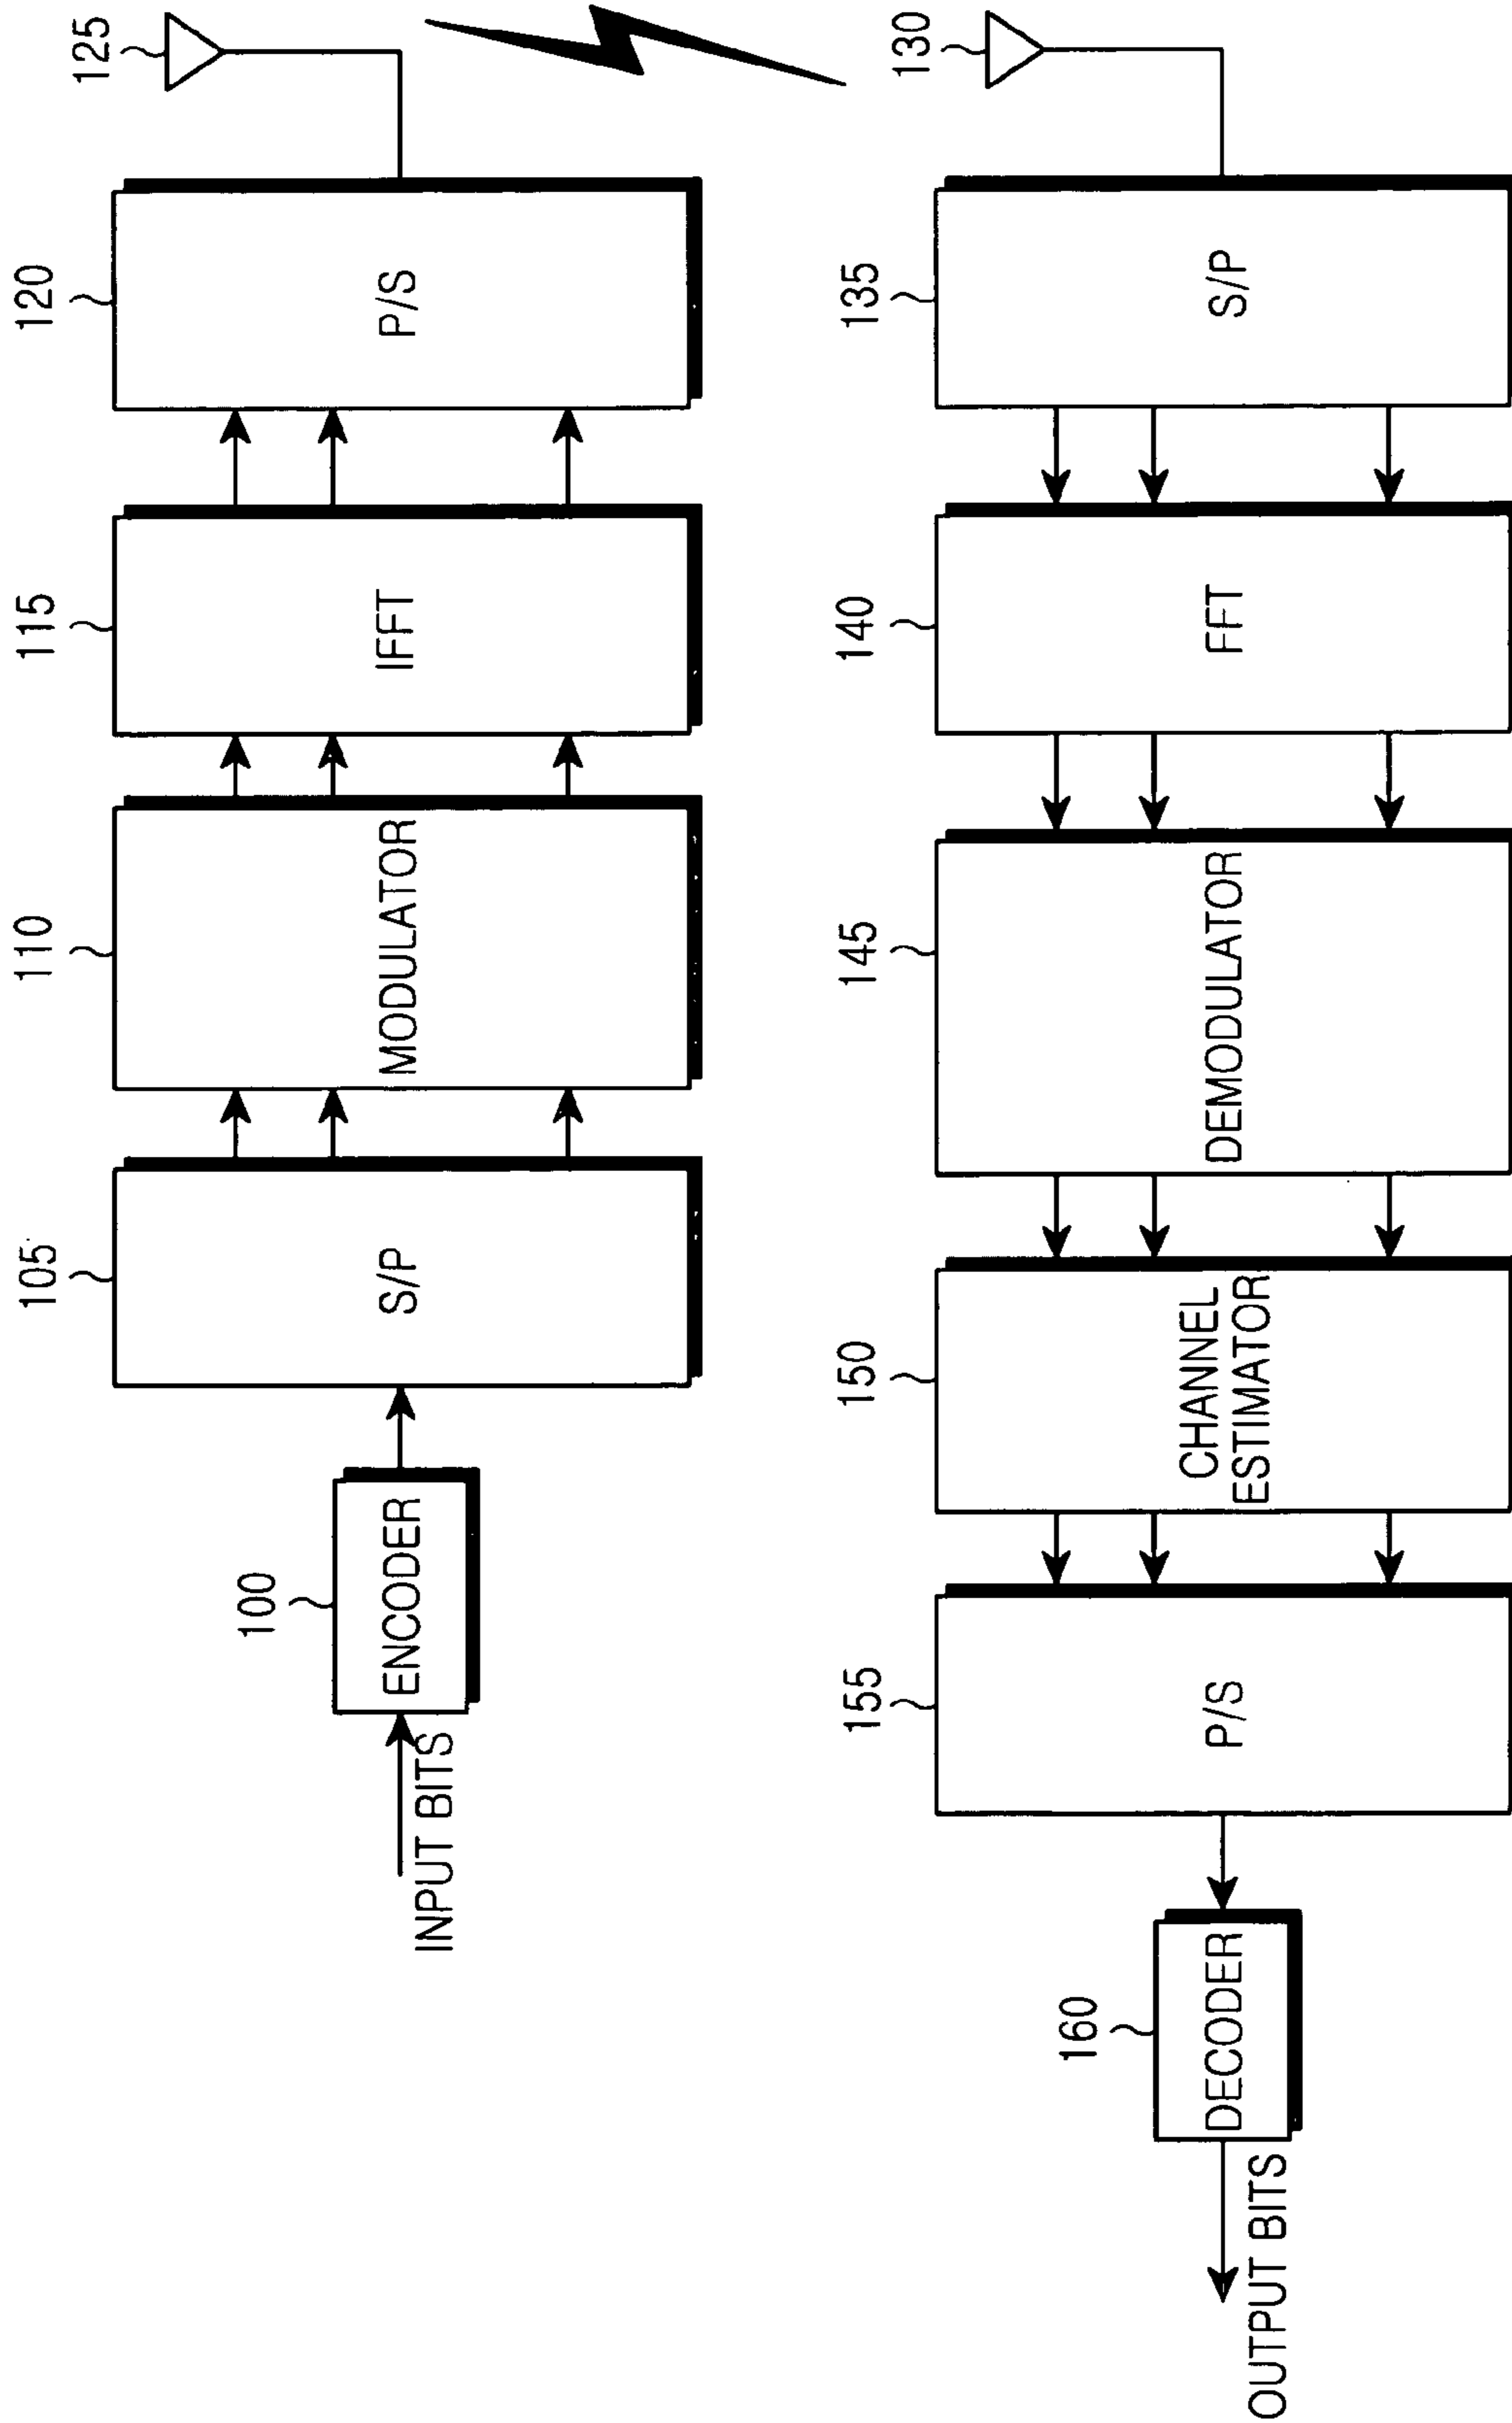 125
120
115
110
105
100
P/S
IFFT
MODULATOR
S/P
ENCODER
INPUT BITS
130
135
140
145
150
155
160
S/P
FFT
DEMODULATOR
CHANNEL
ESTIMATOR
P/S
DECODER
OUTPUT BITS